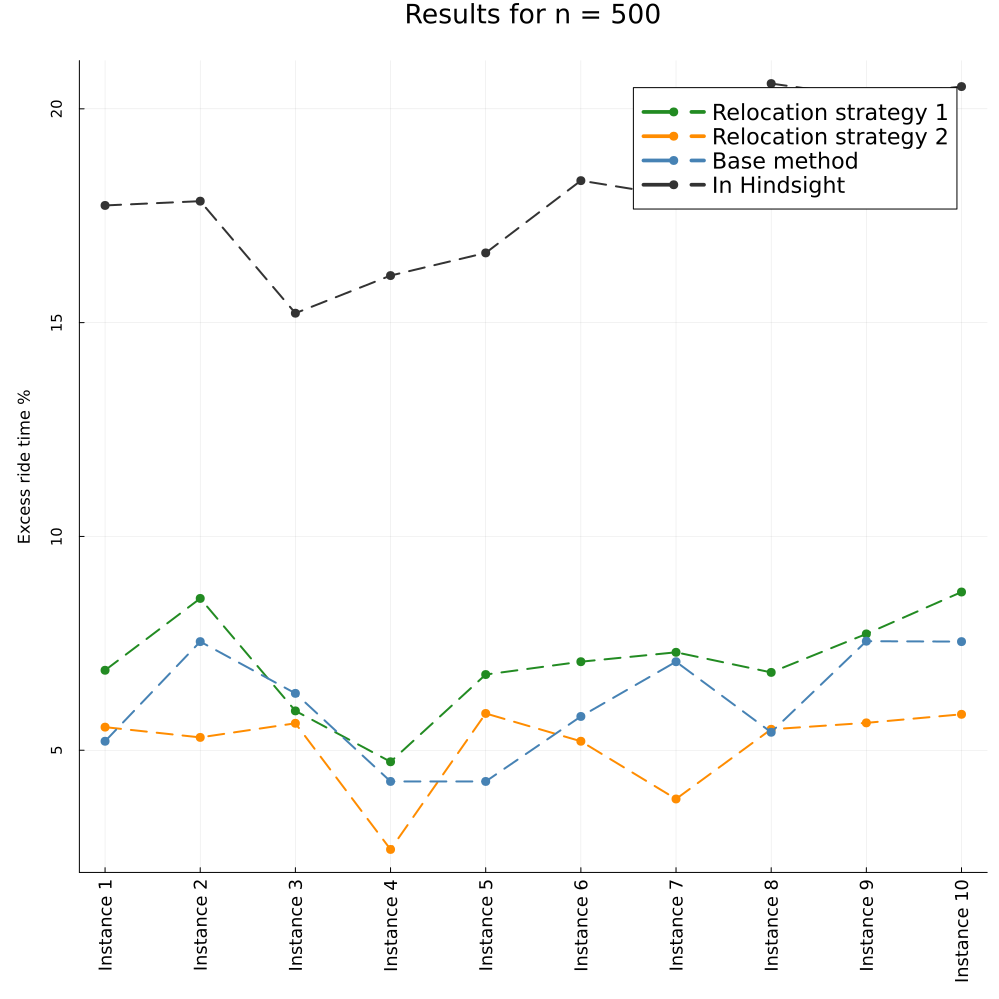 Results for n = 500
Relocation strategy 1
Relocation strategy 2
Base method
In Hindsight
Excess ride time %
20
15
10
5
Instance 1
Instance 2
Instance 3
Instance 4
Instance 5
Instance 6
Instance 7
Instance 8
Instance 9
Instance 10